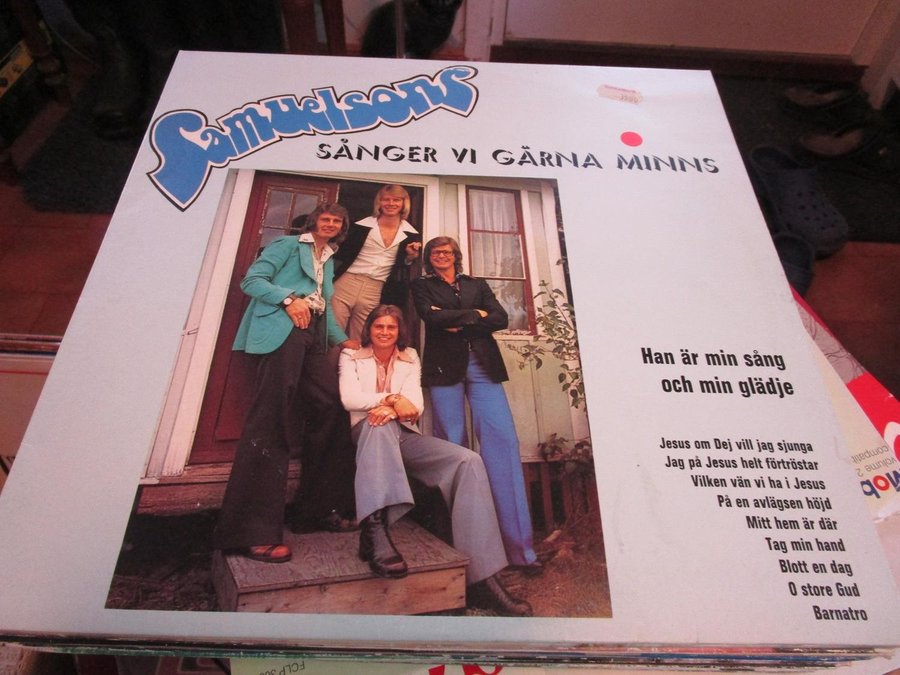 Samuelsons
SÅNGER VI GÄRNA MINNS
Han är min sång
och min glädje
Jesus om Dej vill jag sjunga
Jag på Jesus helt förtröstar
Vilken vän vi ha i Jesus
På en avlägsen höjd
Mitt hem är där
Tag min hand
Blott en dag
O store Gud
Barnatro
volume 2